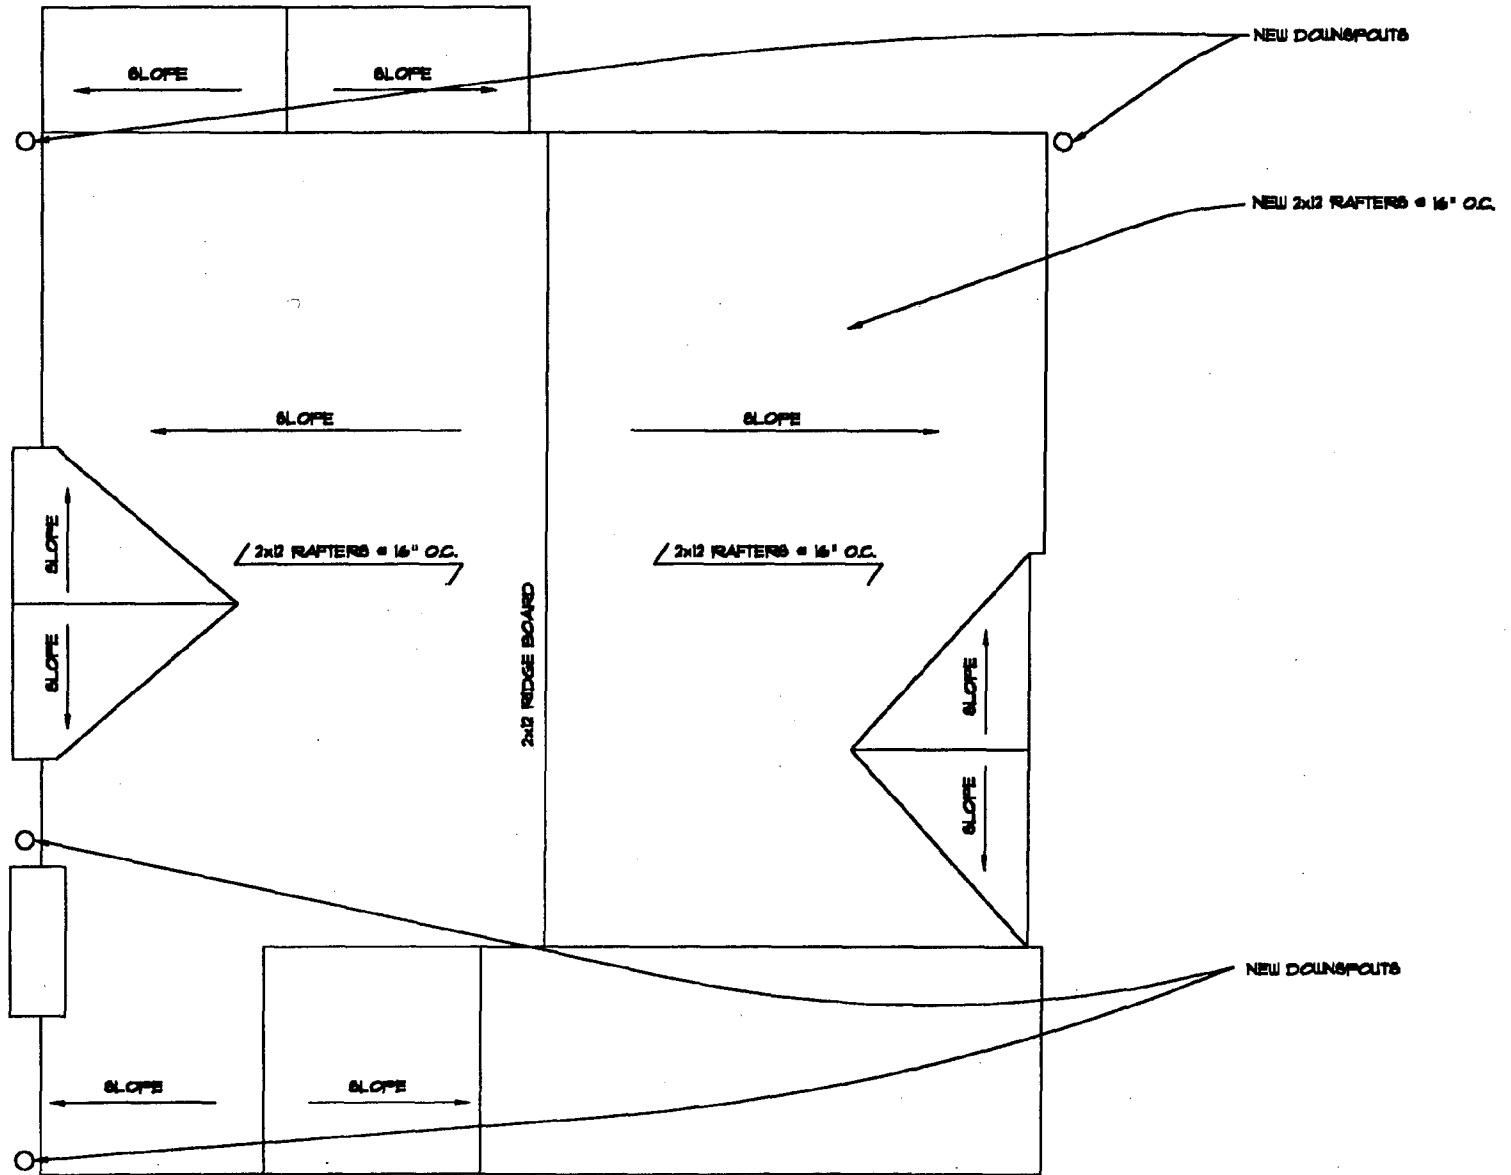 NEW DOWNSPOUTS
SLOPE
SLOPE
NEW 2x12 RAFTERS @ 16" O.C.
SLOPE
SLOPE
SLOPE
2x12 RAFTERS @ 16" O.C.
2x12 RAFTERS @ 16" O.C.
2x12 RIDGE BOARD
SLOPE
SLOPE
SLOPE
NEW DOWNSPOUTS
SLOPE
SLOPE